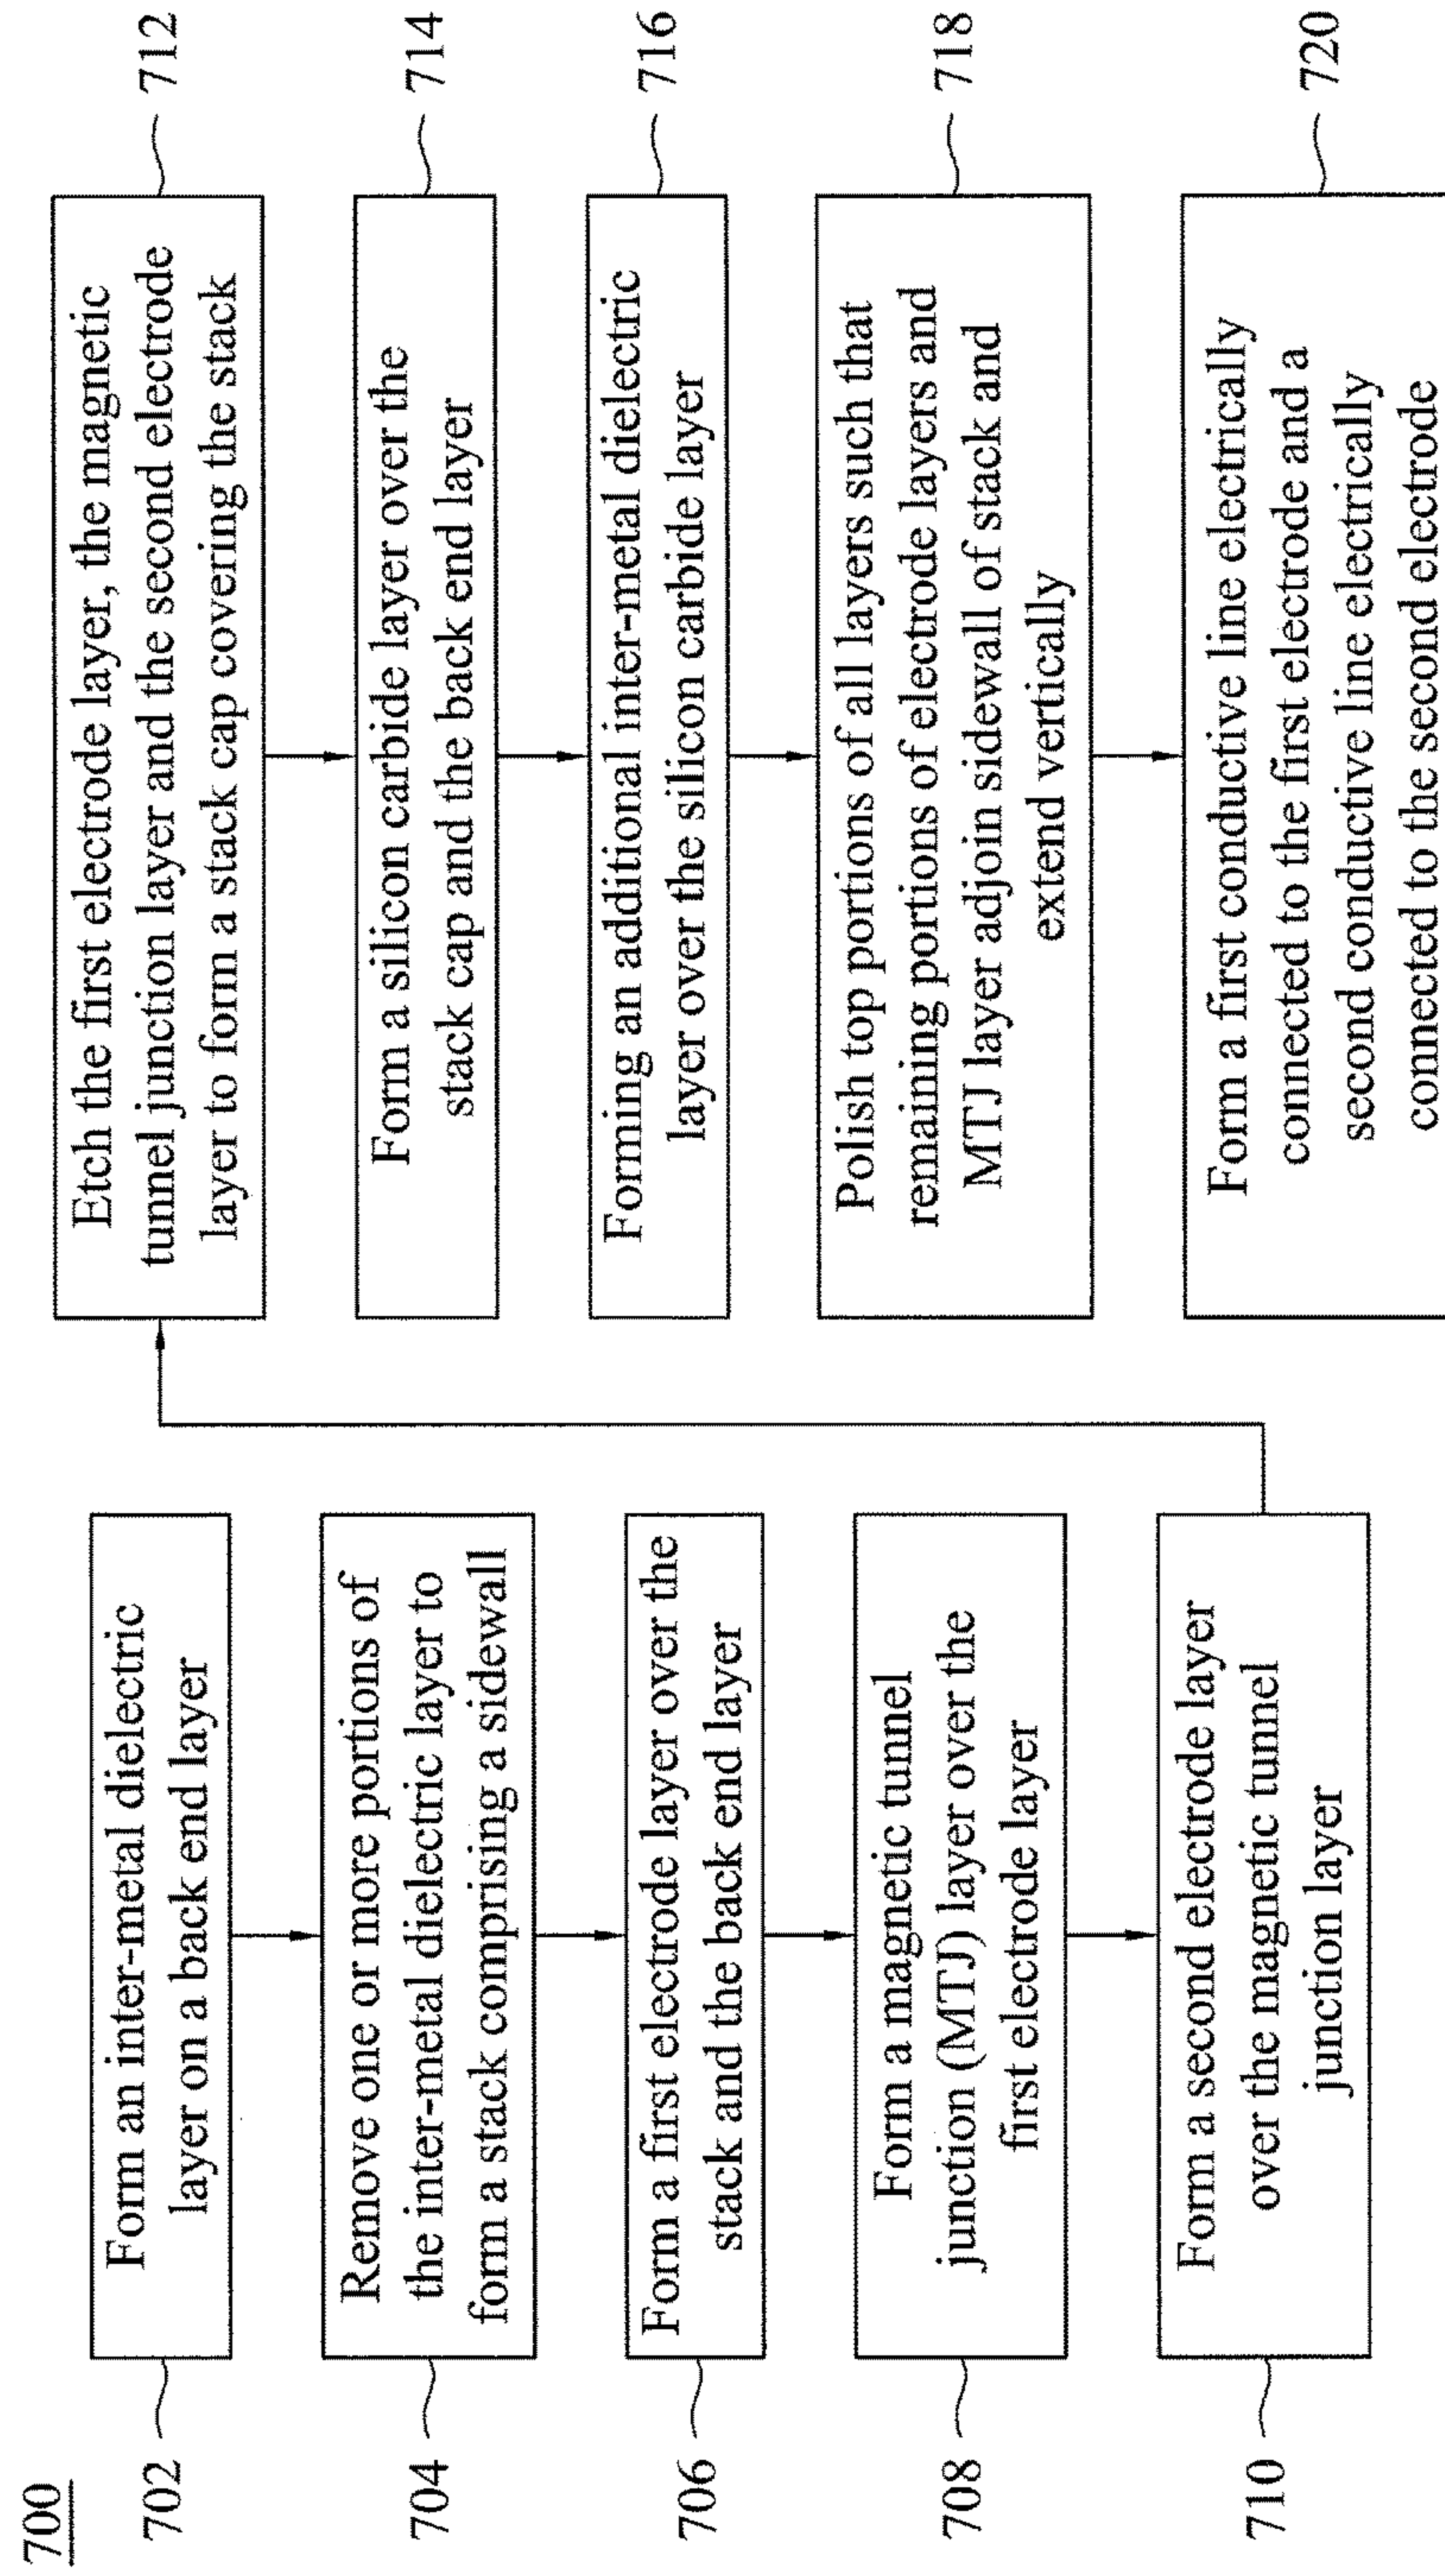 700
702
Form an inter-metal dielectric
layer on a back end layer
704
Remove one or more portions of
the inter-metal dielectric layer to
form a stack comprising a sidewall
706
Form a first electrode layer over the
stack and the back end layer
708
Form a magnetic tunnel
junction (MTJ) layer over the
first electrode layer
710
Form a second electrode layer
over the magnetic tunnel
junction layer
Etch the first electrode layer, the magnetic
tunnel junction layer and the second electrode
layer to form a stack cap covering the stack
712
Form a silicon carbide layer over the
stack cap and the back end layer
714
Forming an additional inter-metal dielectric
layer over the silicon carbide layer
716
Polish top portions of all layers such that
remaining portions of electrode layers and
MTJ layer adjoin sidewall of stack and
extend vertically
718
Form a first conductive line electrically
connected to the first electrode and a
second conductive line electrically
connected to the second electrode
720